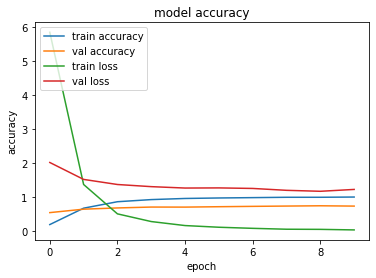 model accuracy
train accuracy
val accuracy
train loss
val loss
accuracy
6
5
4
3
2
1
0
0 2 4 6 8
epoch